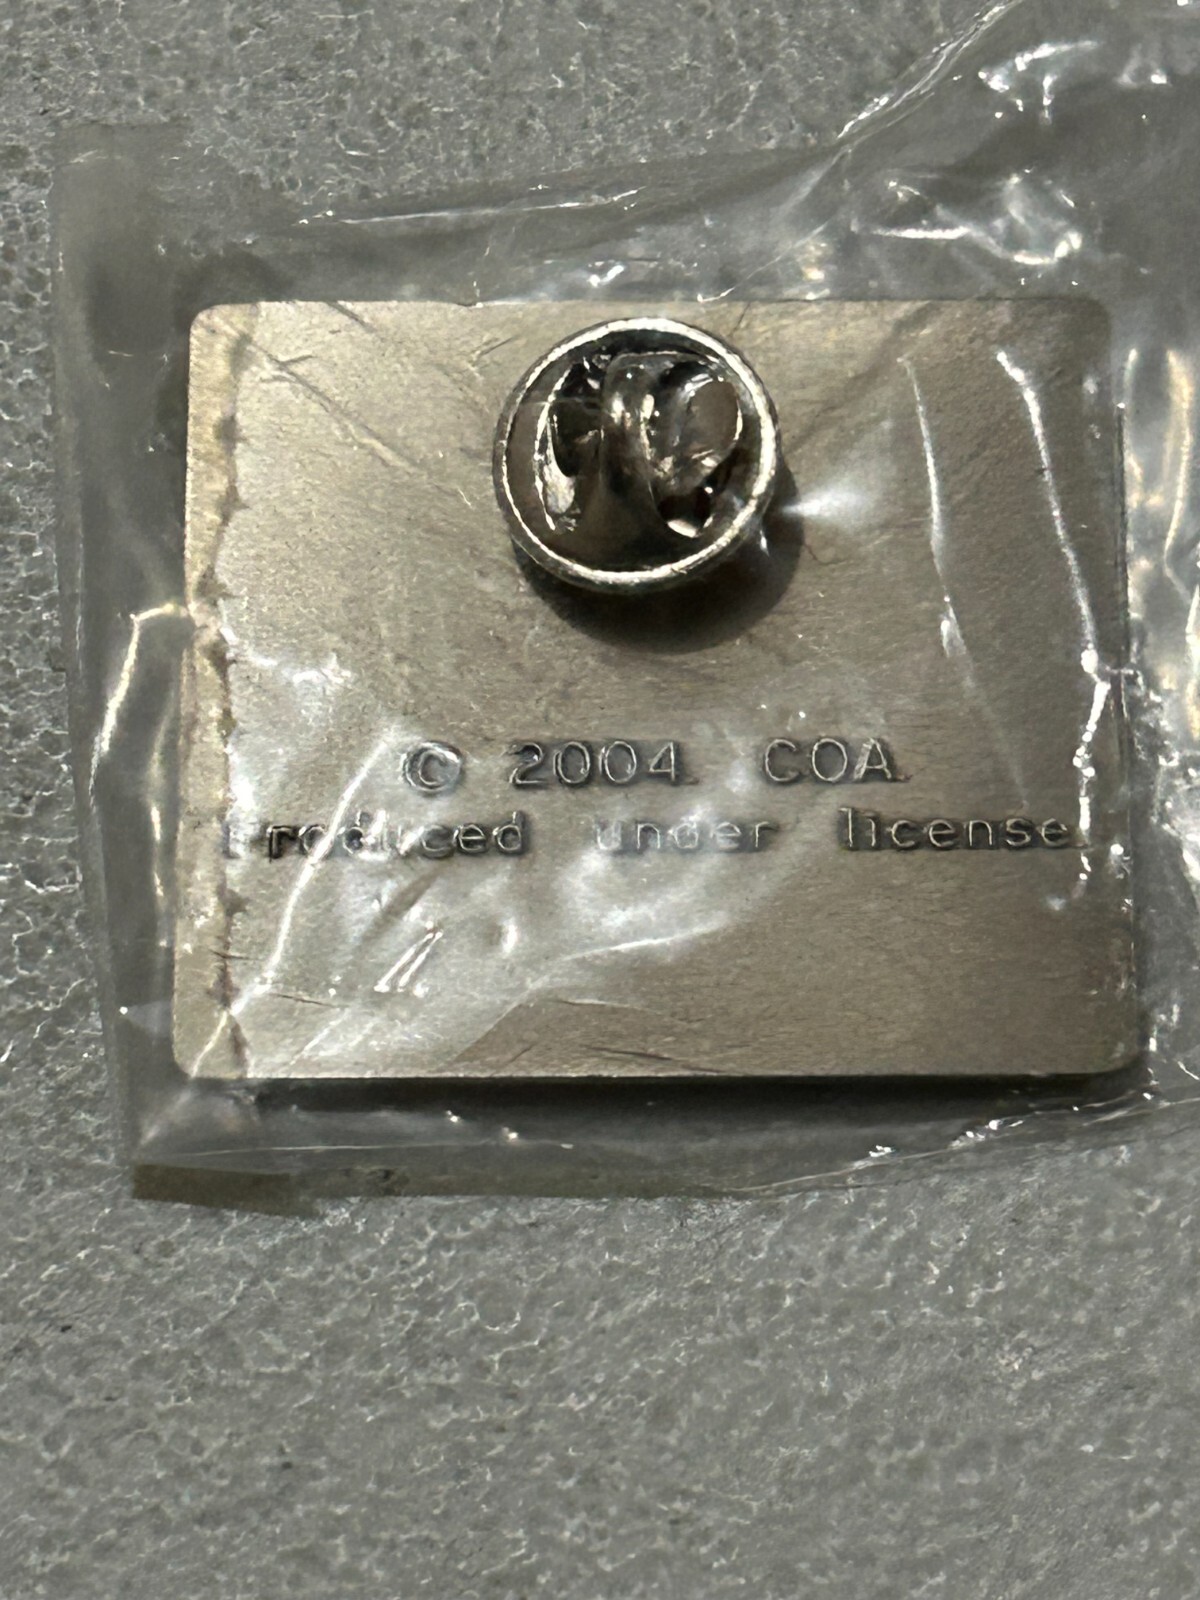 © 2004 COA.
Produced under license.